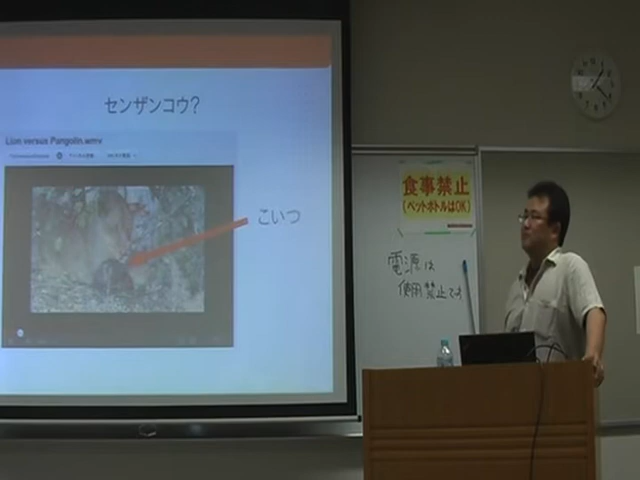 センザンコウ?
Lion versus Pangolin.wmv
こいつ
食事禁止
(ペットボトルはOK)
電源は
使用禁止です